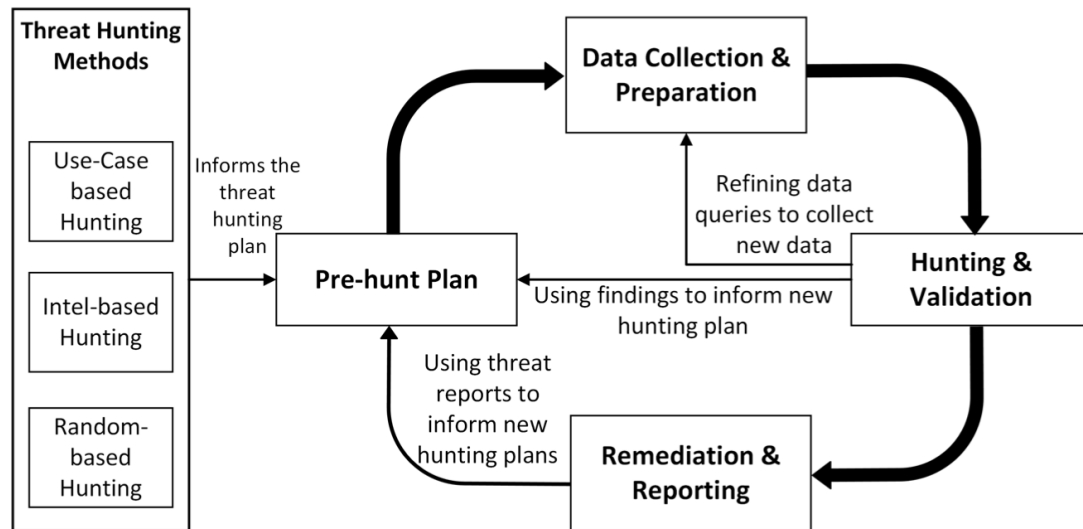 Threat Hunting
Methods
Use-Case
based
Hunting
Intel-based
Hunting
Random-
based
Hunting
Informs the
threat
hunting
plan
Pre-hunt Plan
Data Collection &
Preparation
Refining data
queries to collect
new data
Hunting &
Validation
Using findings to inform new
hunting plan
Using threat
reports to
inform new
hunting plans
Remediation &
Reporting